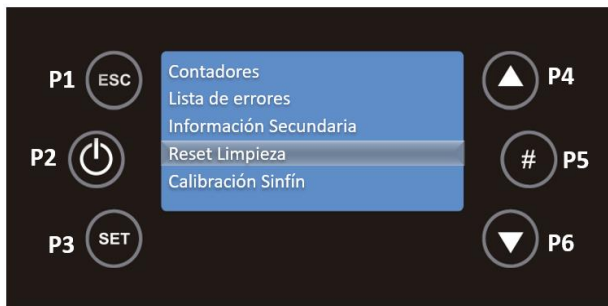 P1 ESC
P2
P3 SET
Contadores
Lista de errores
Información Secundaria
Reset Limpieza
Calibración Sinfín
P4
# P5
P6